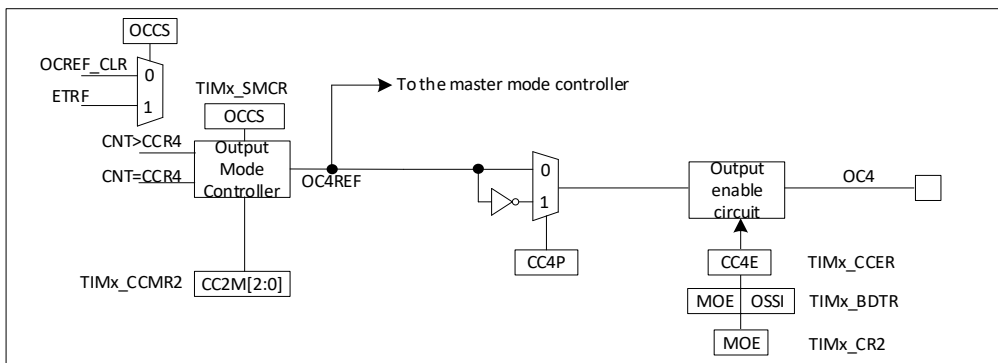 OCCS
OCREF_CLR
0
ETRF
1
To the master mode controller
TIMx_SMCR
OCCS
CNT>CCR4
CNT=CCR4
Output
Mode
Controller
OC4REF
0
1
Output
enable
circuit
OC4
CC4P
CC4E
TIMx_CCER
TIMx_CCMR2
CC2M[2:0]
MOE
OSSI
TIMx_BDTR
MOE
TIMx_CR2